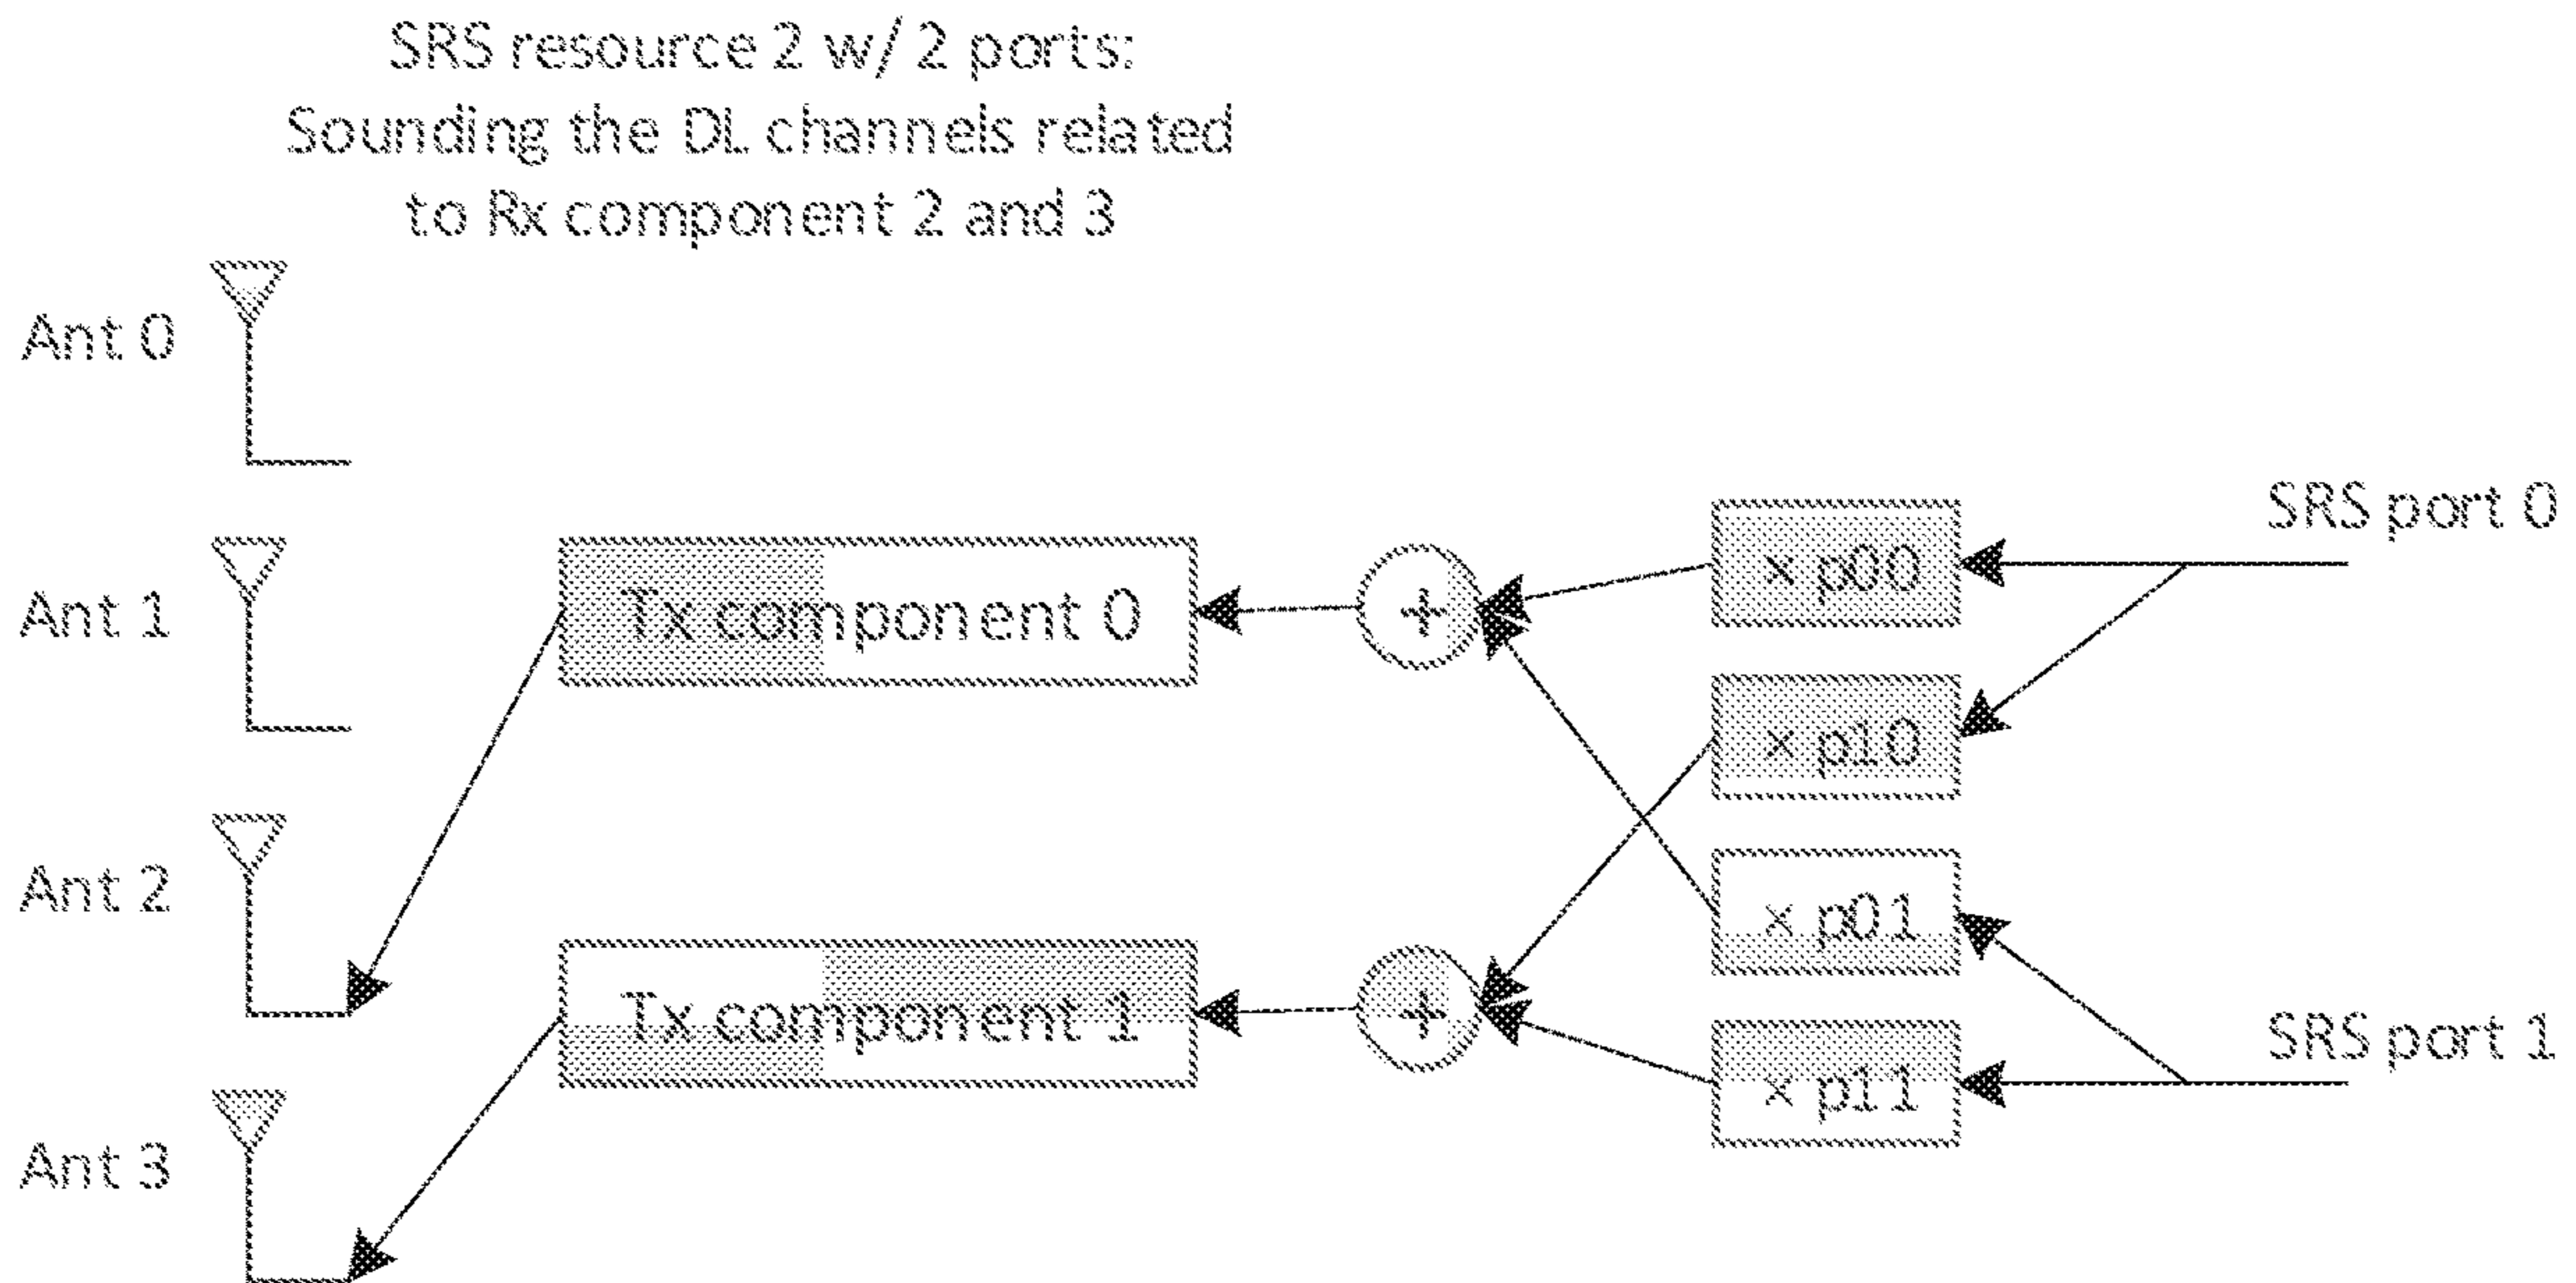 SRS resource 2 w/ 2 ports:
Sounding the DL channels related
to Rx component 2 and 3
Ant 0
SRS port 0
× p00
Ant 1
Tx component 0
+
× p10
Ant 2
× p01
Tx component 1
+
SRS port 1
× p11
Ant 3